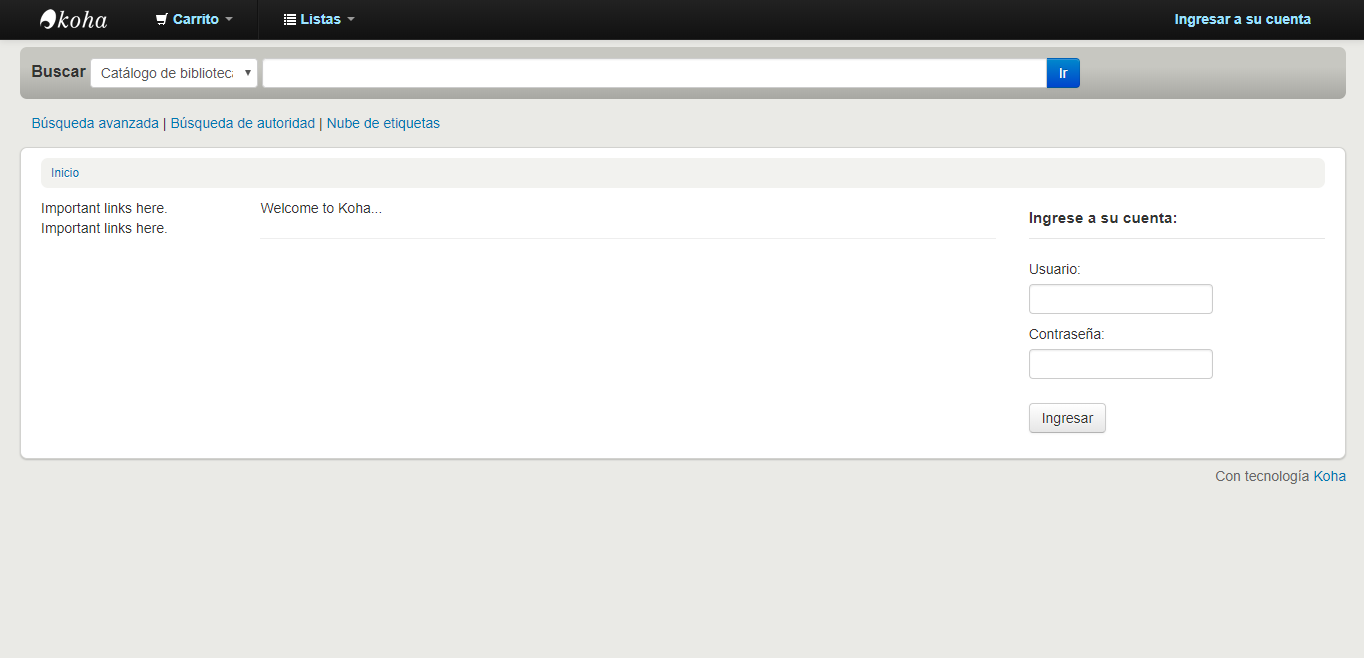 koha Carrito Listas Ingresar a su cuenta
Buscar Catálogo de bibliotec Ir
Búsqueda avanzada | Búsqueda de autoridad | Nube de etiquetas
Inicio
Important links here.
Important links here.
Welcome to Koha...
Ingrese a su cuenta:
Usuario:
Contraseña:
Ingresar
Con tecnología Koha